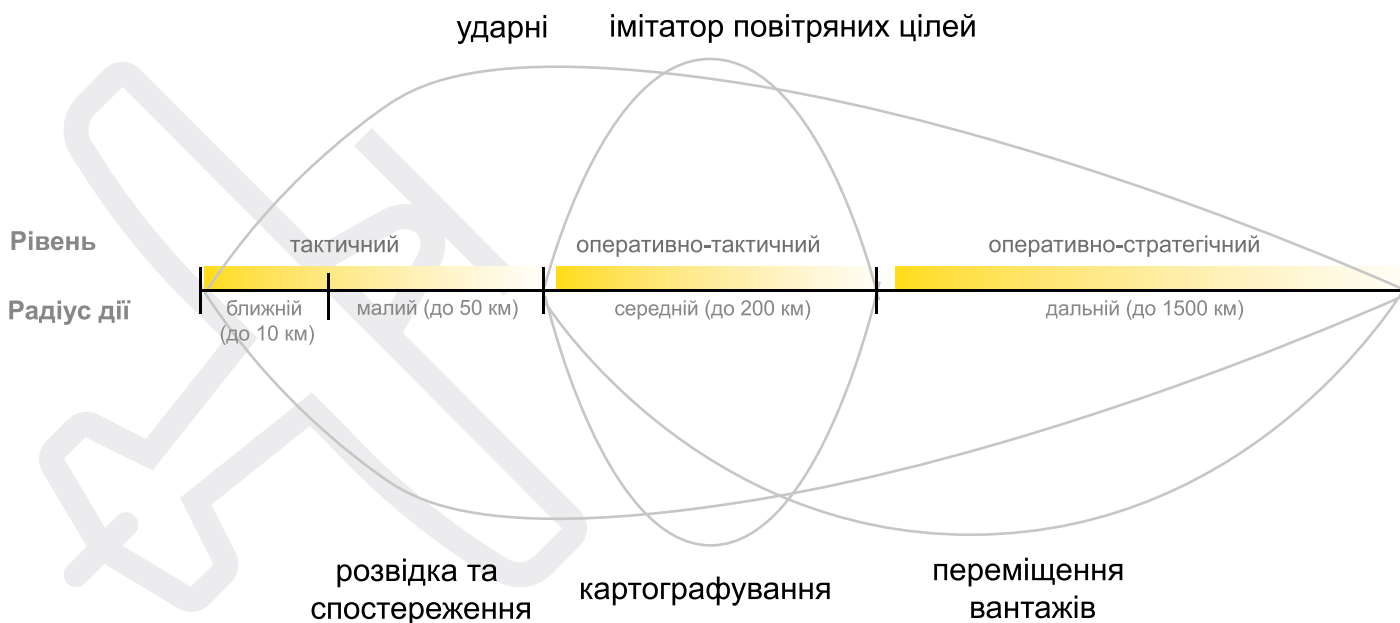 ударні
імітатор повітряних цілей
Рівень
тактичний
оперативно-тактичний
оперативно-стратегічний
Радіус дії
ближній
(до 10 км)
малий (до 50 км)
середній (до 200 км)
дальній (до 1500 км)
розвідка та
спостереження
картографування
переміщення
вантажів